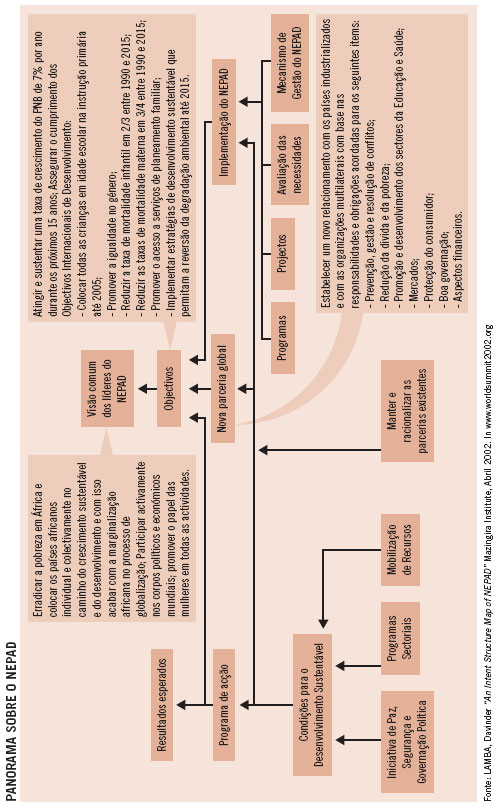 PANORAMA SOBRE O NEPAD
Erradicar a pobreza em África e
colocar os países africanos
individual e colectivamente no
caminho do crescimento sustentável
e do desenvolvimento e com isso
acabar com a marginalização
africana no processo de
globalização; Participar activamente
nos corpos políticos e económicos
mundiais; promover o papel das
mulheres em todas as actividades.
Visão comum
dos líderes do
NEPAD
Atingir e sustentar uma taxa de crescimento do PNB de 7% por ano
durante os próximos 15 anos; Assegurar o cumprimento dos
Objectivos Internacionais de Desenvolvimento:
- Colocar todas as crianças em idade escolar na instrução primária
até 2005;
- Promover a igualdade no género;
- Reduzir a taxa de mortalidade infantil em 2/3 entre 1990 e 2015;
- Reduzir as taxas de mortalidade materna em 3/4 entre 1990 e 2015;
- Promover o acesso a serviços de planeamento familiar;
- Implementar estratégias de desenvolvimento sustentável que
permitam a reversão da degradação ambiental até 2015.
Resultados esperados
Objectivos
Programa de acção
Nova parceria global
Implementação do NEPAD
Condições para o
Desenvolvimento Sustentável
Programas
Projectos
Avaliação das
necessidades
Mecanismo de
Gestão do NEPAD
Iniciativa de Paz,
Segurança e
Governação Política
Programas
Sectoriais
Mobilização
de Recursos
Manter e
racionalizar as
parcerias existentes
Estabelecer um novo relacionamento com os países industrializados
e com as organizações multilaterais com base nas
responsabilidades e obrigações acordadas para os seguintes items:
- Prevenção, gestão e resolução de conflitos;
- Redução da dívida e da pobreza;
- Promoção e desenvolvimento dos sectores da Educação e Saúde;
- Mercados;
- Protecção do consumidor;
- Boa governação;
- Aspectos financeiros.
Fonte: LAMBA, Davinder "An Intent Structure Map of NEPAD" Mazingira Institute, Abril 2002. In www.worldsummit2002.org